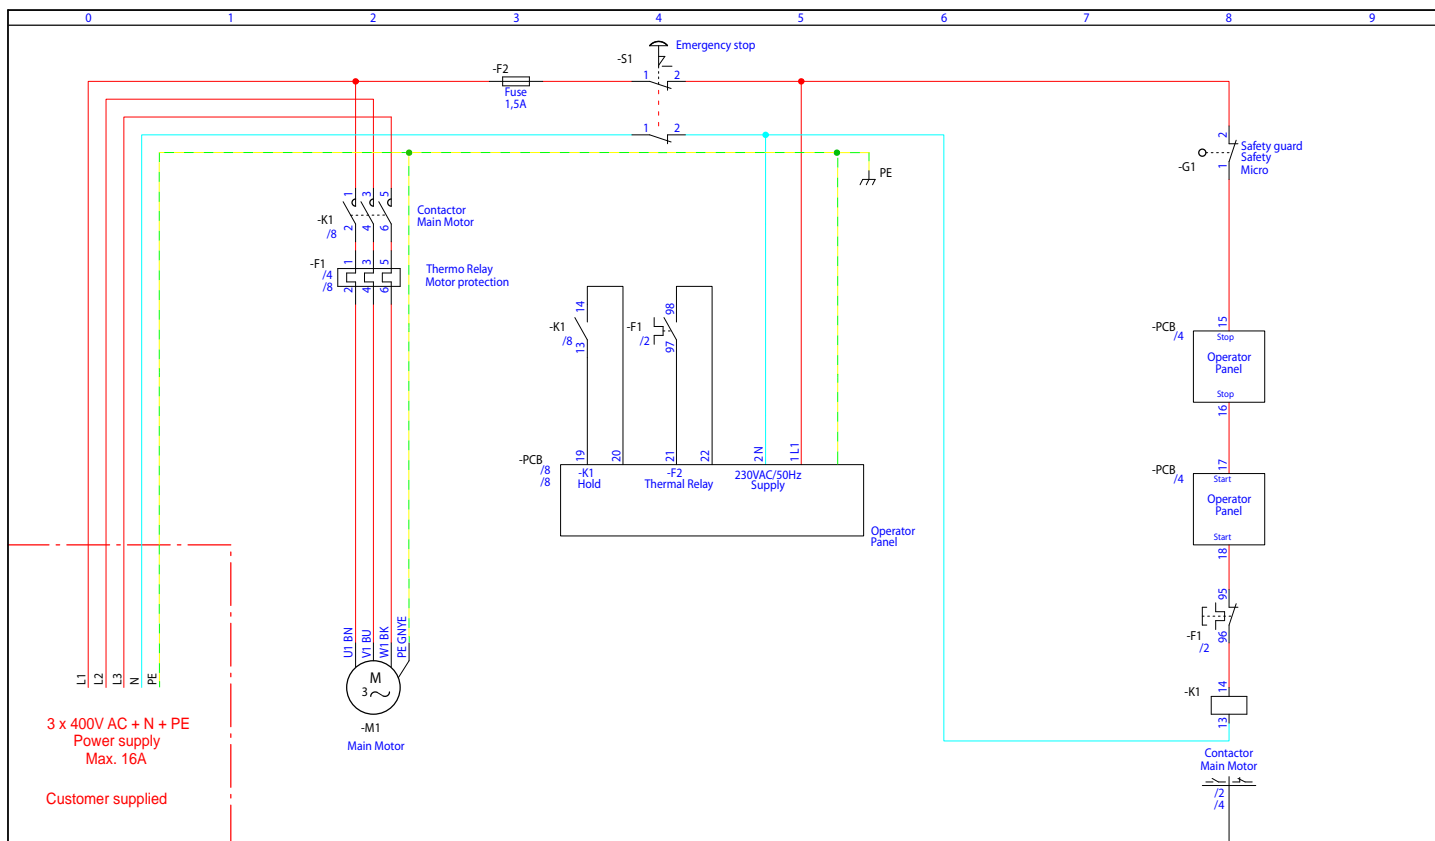 0 1 2 3 4 5 6 7 8 9
Emergency stop
-S1
-F2
1 2
Fuse
1,5A
1 2
2
Safety guard
Safety
Micro
-G1
1
PE
1 3 5
Contactor
Main Motor
-K1
/8
2 4 6
-F1
/4
/8
1 3 5
Thermo Relay
Motor protection
2 4 6
14
-K1
/8
13
98
-F1
/2
97
15
-PCB
/4
Stop
Operator
Panel
Stop
16
19 20 21 22 2 N 1 L1
-PCB
/8
/8
-K1
Hold
-F2
Thermal Relay
230VAC/50Hz
Supply
Operator
Panel
17
-PCB
/4
Start
Operator
Panel
Start
18
95
-F1
/2
96
U1 BN
V1 BU
W1 BK
PE GNYE
L1
L2
L3
N
PE
M
3
-M1
Main Motor
14
-K1
13
Contactor
Main Motor
/2
/4
3 x 400V AC + N + PE
Power supply
Max. 16A
Customer supplied